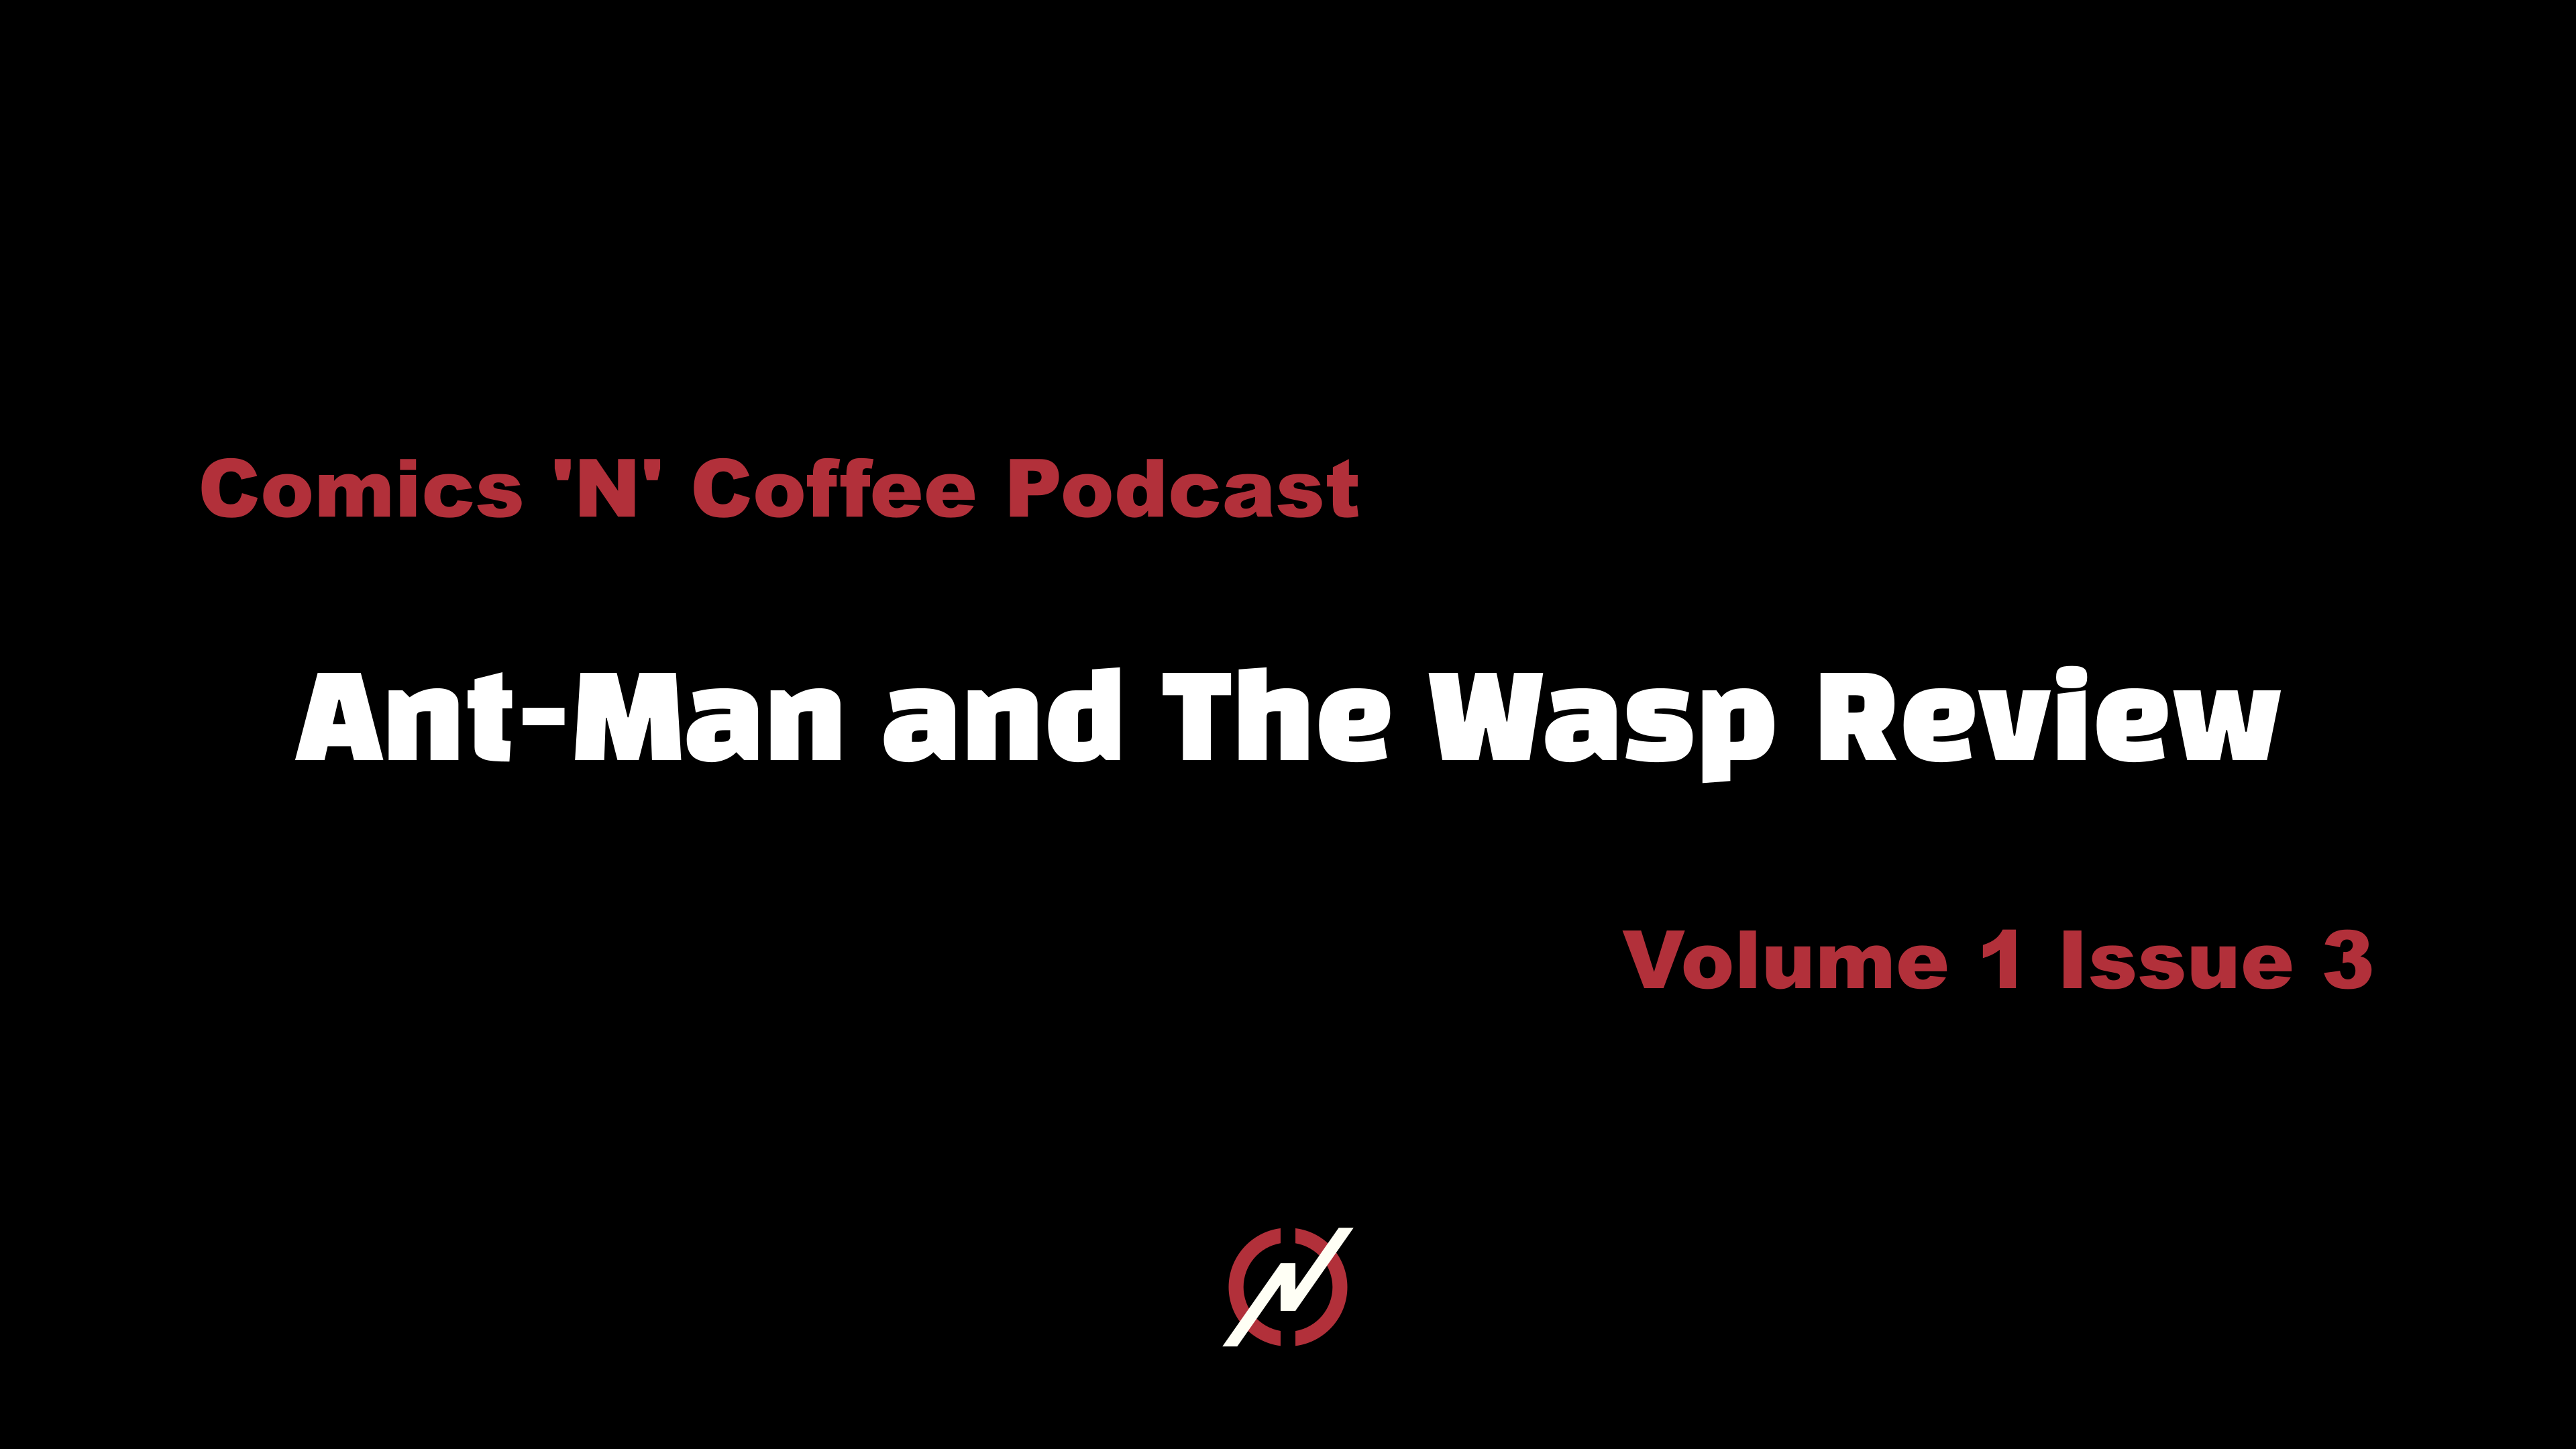 Comics 'N' Coffee Podcast
Ant-Man and The Wasp Review
Volume 1 Issue 3
N